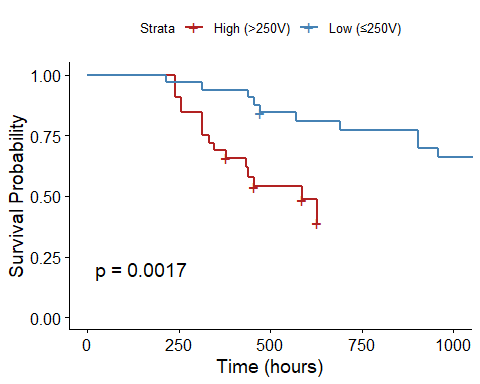 Strata High (>250V) Low (≤250V)
Survival Probability
1.00
0.75
0.50
0.25
0.00
p = 0.0017
0 250 500 750 1000
Time (hours)